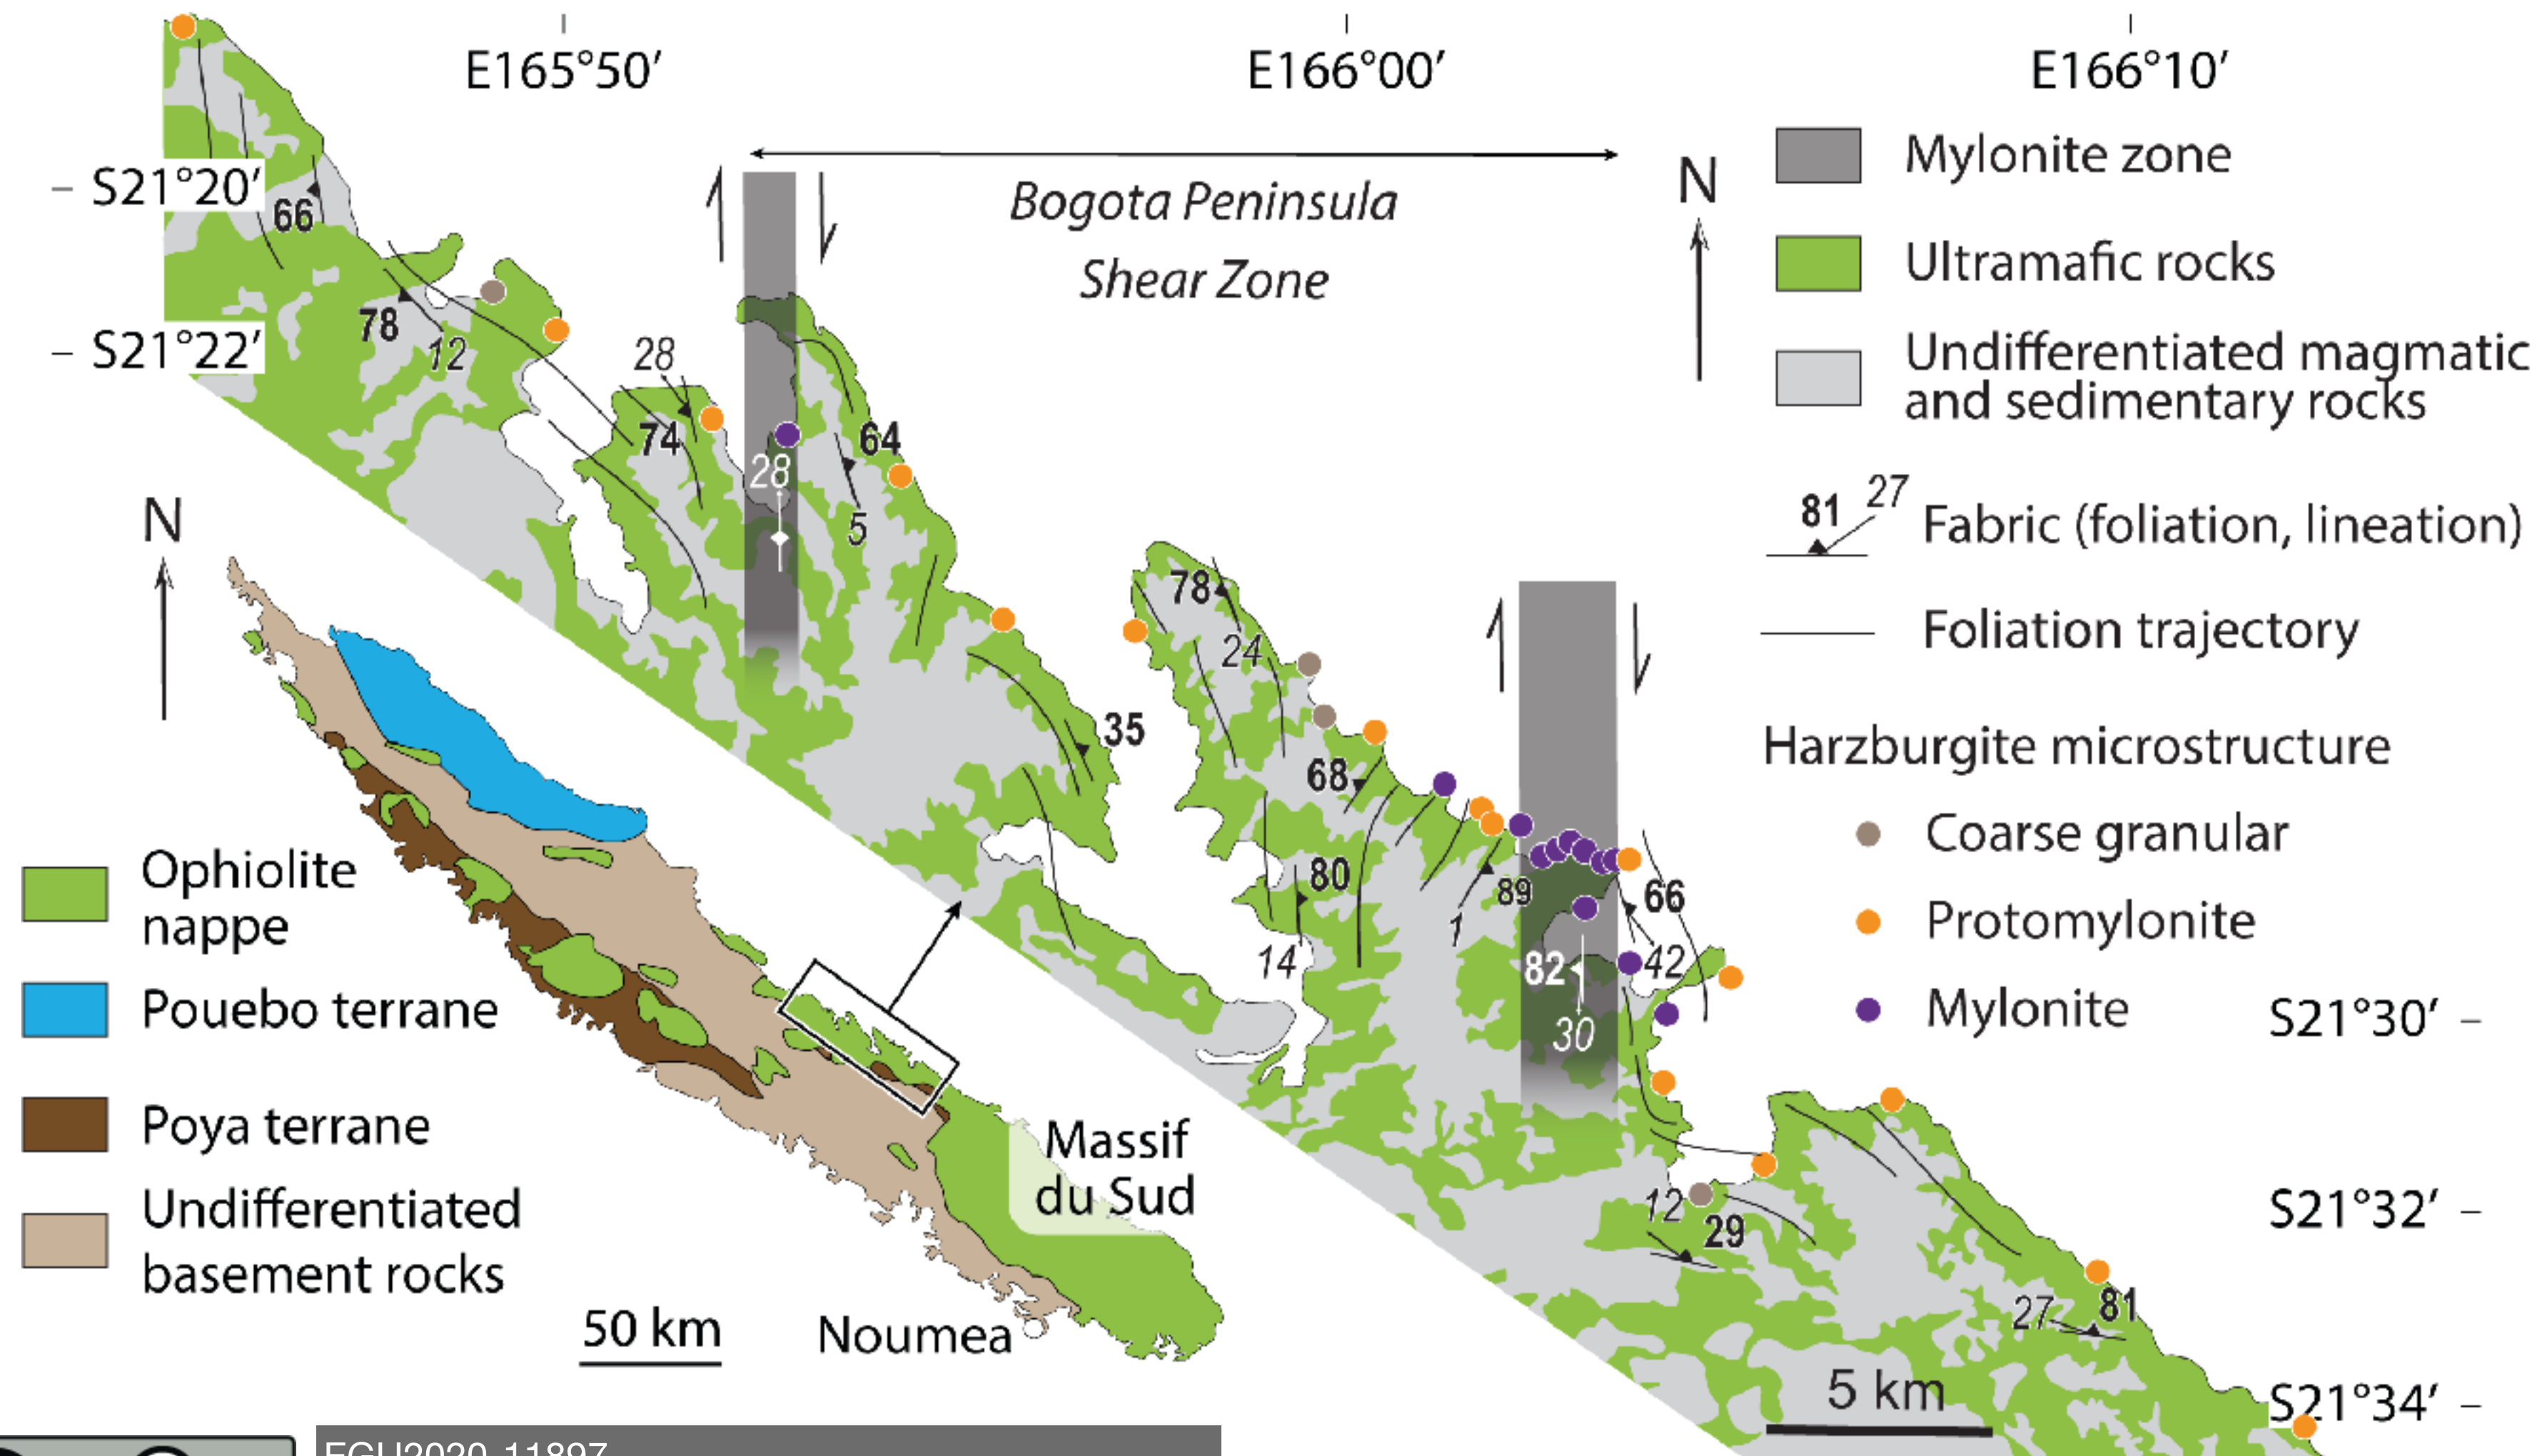 E165°50′
E166°00′
E166°10′
S21°20′
S21°22′
Bogota Peninsula
Shear Zone
N
Mylonite zone
Ultramafic rocks
Undifferentiated magmatic
and sedimentary rocks
81 27
Fabric (foliation, lineation)
Foliation trajectory
Harzburgite microstructure
Coarse granular
Protomylonite
Mylonite
66
78
12
28
74
28
64
5
35
78
24
68
80
14
1
89
82
30
66
42
12
29
27
81
S21°30′
S21°32′
S21°34′
5 km
N
Ophiolite
nappe
Pouebo terrane
Poya terrane
Undifferentiated
basement rocks
Massif
du Sud
50 km
Noumea
EGU2020-11897